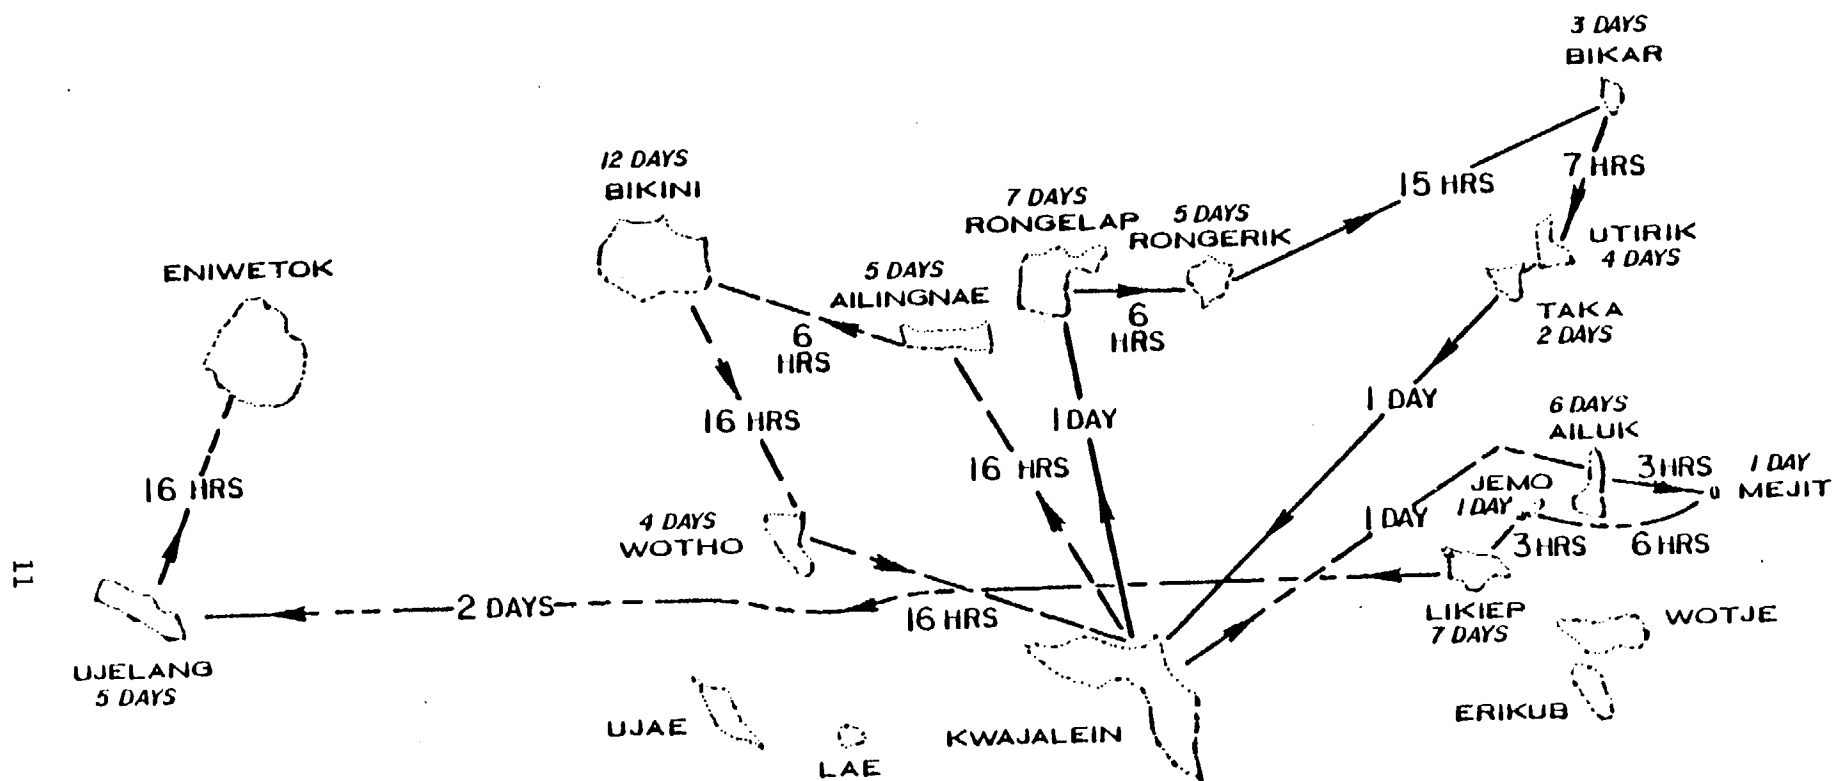 3 DAYS
BIKAR
7 HRS
15 HRS
12 DAYS
BIKINI
7 DAYS
RONGELAP
5 DAYS
RONGERIK
UTIRIK
4 DAYS
ENIWETOK
5 DAYS
AILINGNAE
6
HRS
6
HRS
TAKA
2 DAYS
16 HRS
1 DAY
1 DAY
6 DAYS
AILUK
16 HRS
16 HRS
3 HRS
1 DAY
MEJIT
JEMO
1 DAY
1 DAY
3 HRS
6 HRS
4 DAYS
WOTHO
11
2 DAYS
16 HRS
LIKIEP
7 DAYS
WOTJE
UJELANG
5 DAYS
ERIKUB
UJAE
LAE
KWAJALEIN